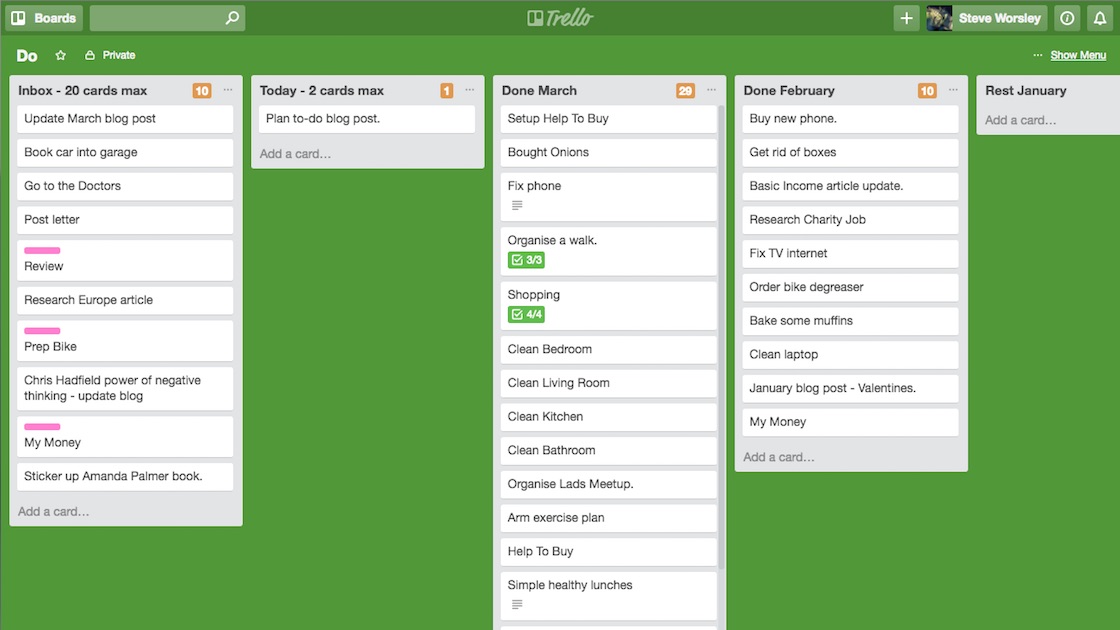 Boards
Trello
Steve Worsley
Do
Private
... Show Menu
Inbox - 20 cards max 10 ...
Update March blog post
Book car into garage
Go to the Doctors
Post letter
Review
Research Europe article
Prep Bike
Chris Hadfield power of negative
thinking - update blog
My Money
Sticker up Amanda Palmer book.
Add a card...
Today - 2 cards max 1 ...
Plan to-do blog post.
Add a card...
Done March 29 ...
Setup Help To Buy
Bought Onions
Fix phone
Organise a walk.
3/3
Shopping
4/4
Clean Bedroom
Clean Living Room
Clean Kitchen
Clean Bathroom
Organise Lads Meetup.
Arm exercise plan
Help To Buy
Simple healthy lunches
Done February 10 ...
Buy new phone.
Get rid of boxes
Basic Income article update.
Research Charity Job
Fix TV internet
Order bike degreaser
Bake some muffins
Clean laptop
January blog post - Valentines.
My Money
Add a card...
Rest January
Add a card...